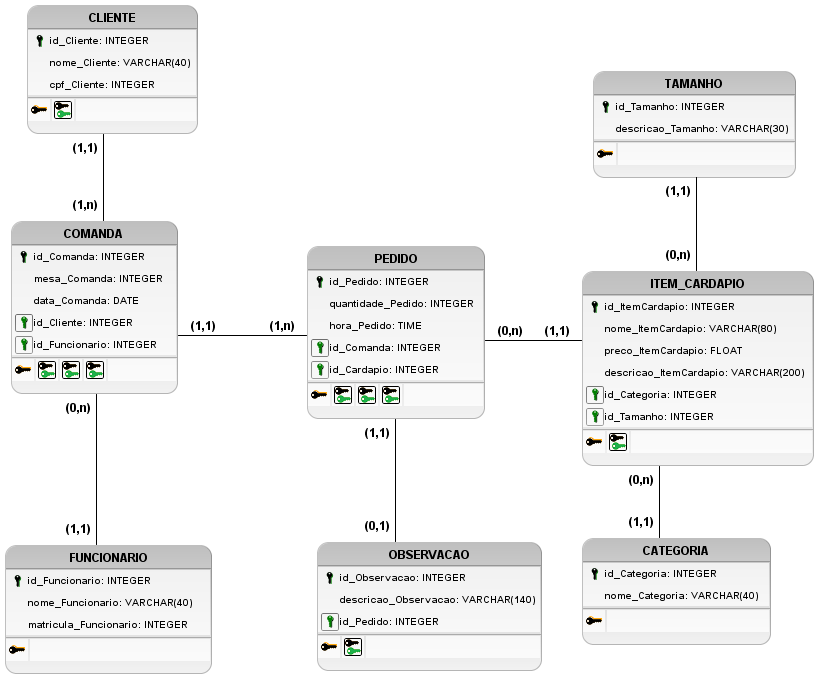 CLIENTE
id_Cliente: INTEGER
nome_Cliente: VARCHAR(40)
cpf_Cliente: INTEGER
(1,1)
(1,n)
COMANDA
id_Comanda: INTEGER
mesa_Comanda: INTEGER
data_Comanda: DATE
id_Cliente: INTEGER
id_Funcionario: INTEGER
(1,1)
(1,n)
(0,n)
(1,1)
FUNCIONARIO
id_Funcionario: INTEGER
nome_Funcionario: VARCHAR(40)
matricula_Funcionario: INTEGER
PEDIDO
id_Pedido: INTEGER
quantidade_Pedido: INTEGER
hora_Pedido: TIME
id_Comanda: INTEGER
id_Cardapio: INTEGER
(0,n)
(1,1)
(1,1)
(0,1)
OBSERVACAO
id_Observacao: INTEGER
descricao_Observacao: VARCHAR(140)
id_Pedido: INTEGER
TAMANHO
id_Tamanho: INTEGER
descricao_Tamanho: VARCHAR(30)
(1,1)
(0,n)
ITEM_CARDAPIO
id_ItemCardapio: INTEGER
nome_ItemCardapio: VARCHAR(80)
preco_ItemCardapio: FLOAT
descricao_ItemCardapio: VARCHAR(200)
id_Categoria: INTEGER
id_Tamanho: INTEGER
(0,n)
(1,1)
CATEGORIA
id_Categoria: INTEGER
nome_Categoria: VARCHAR(40)